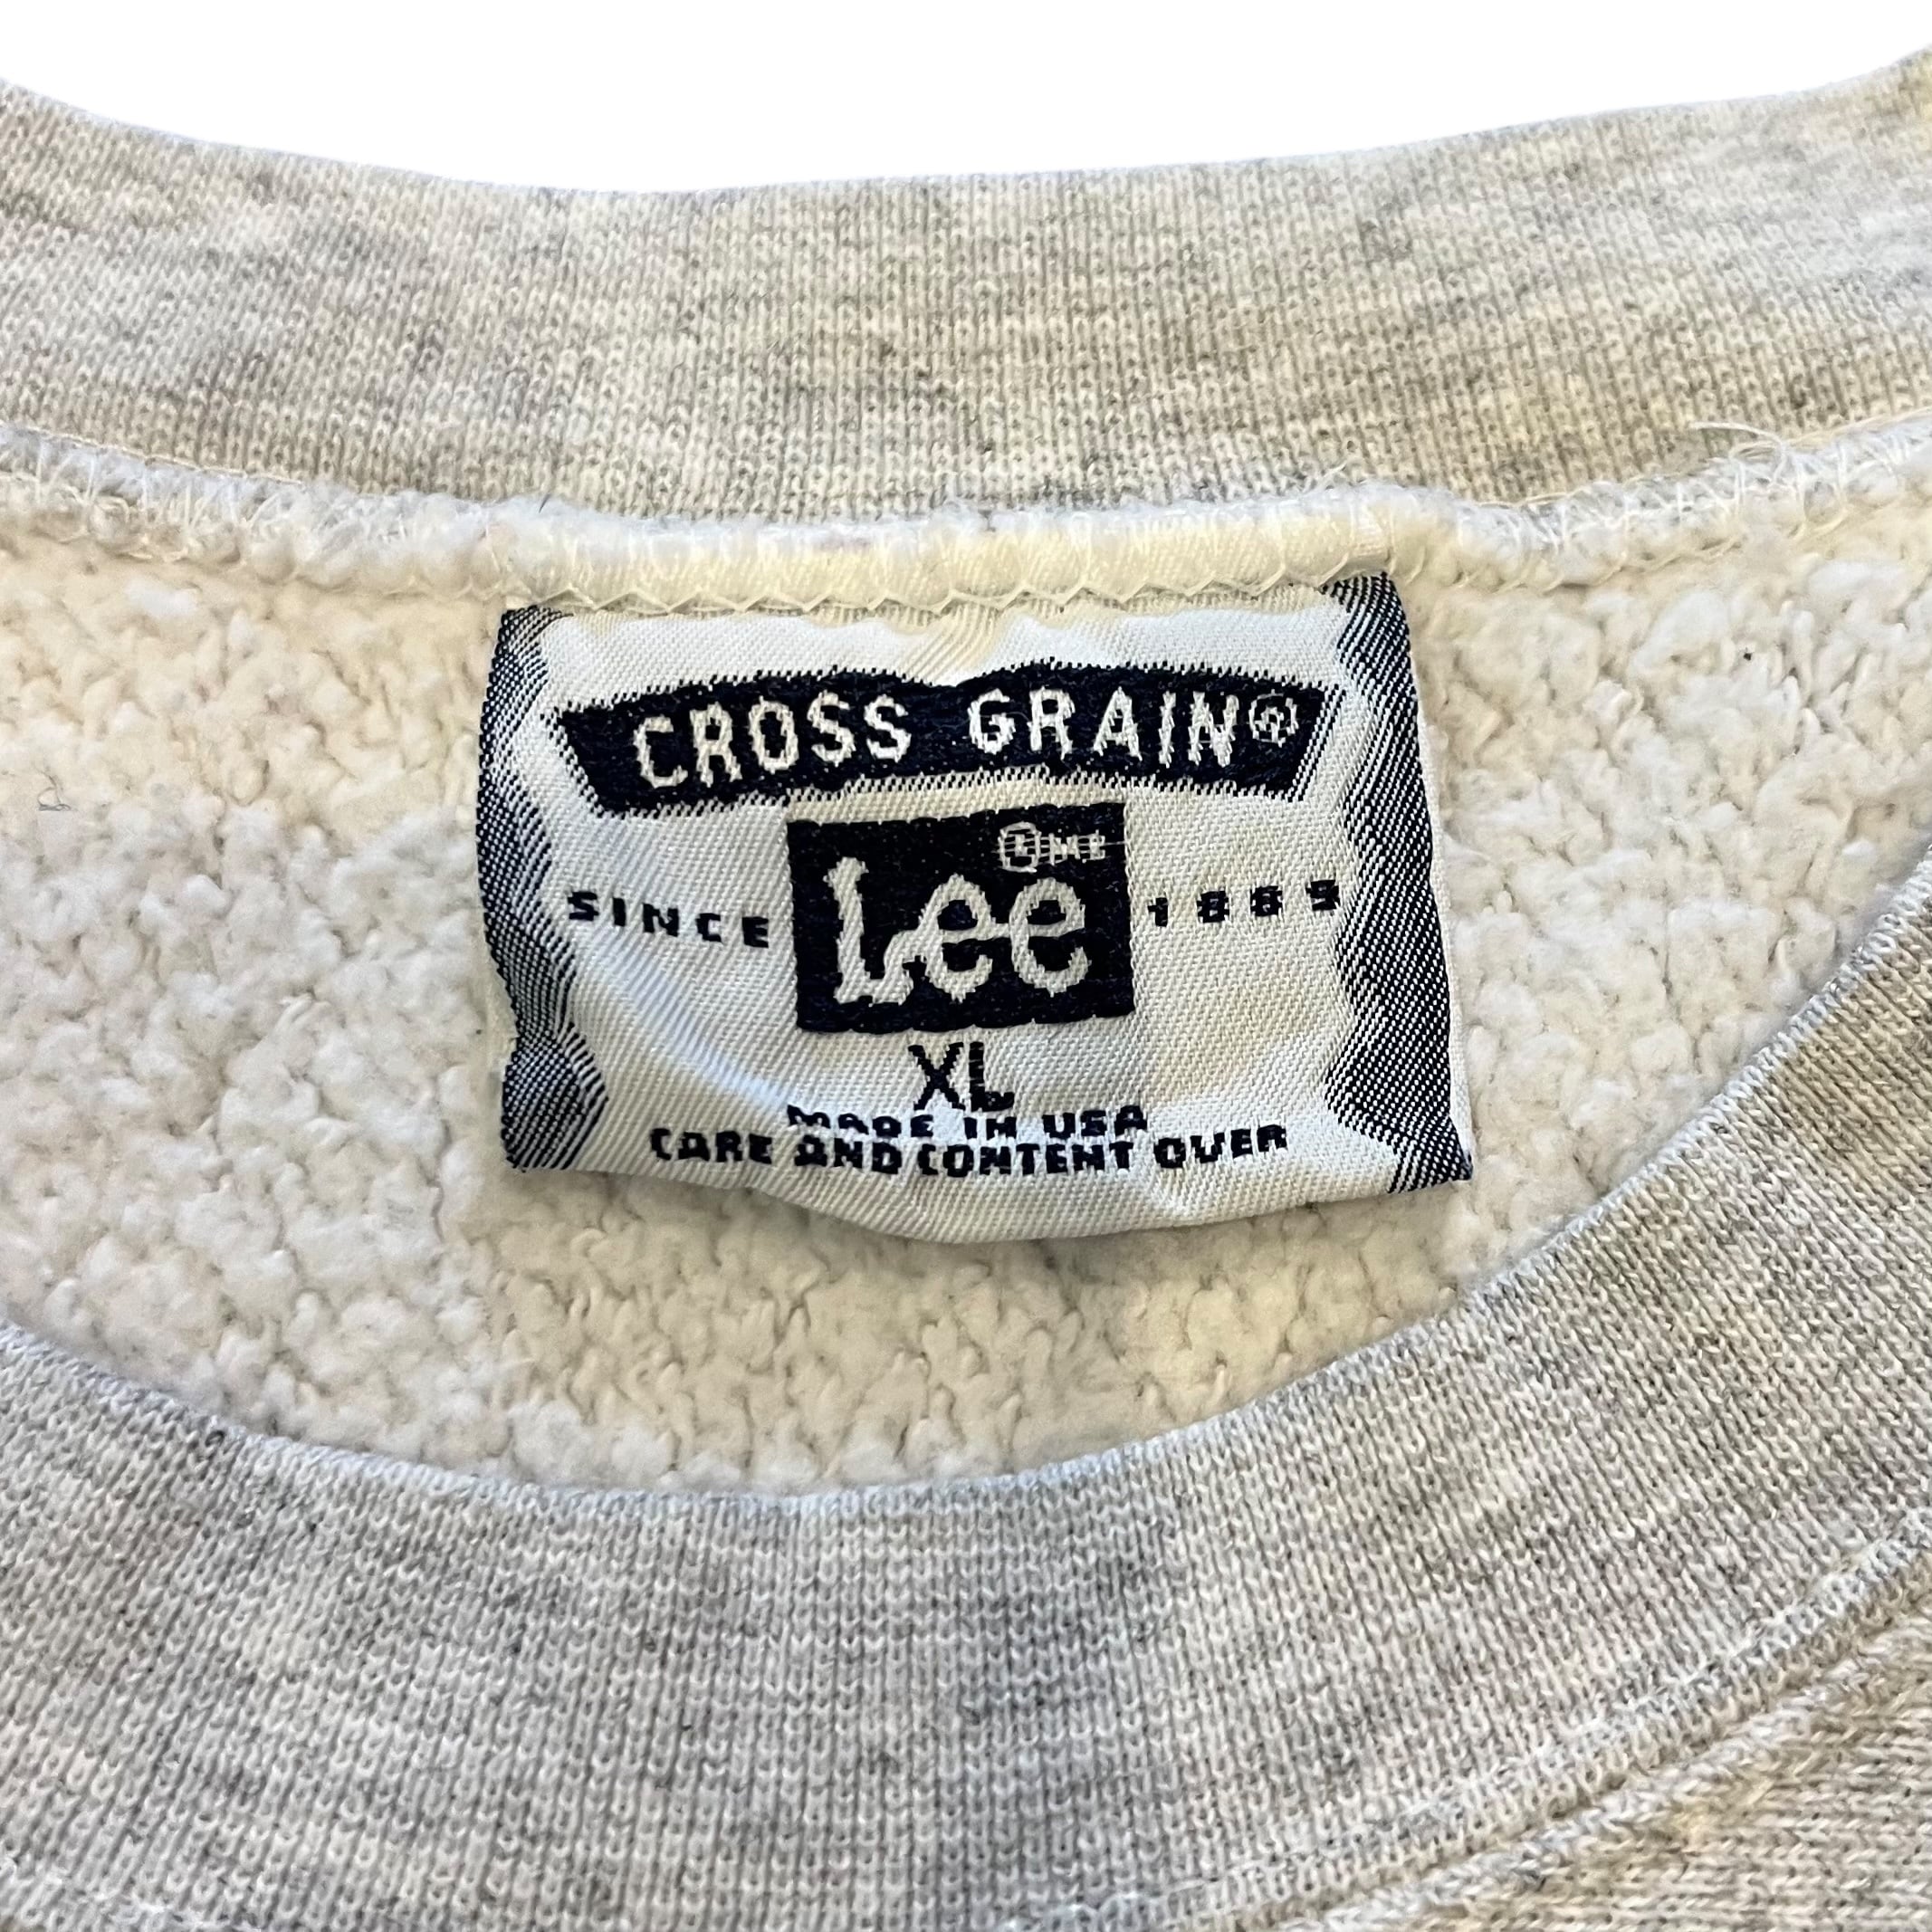 CROSS GRAIN®
SINCE Lee® 1889
XL
MADE IN USA
CARE AND CONTENT OVER